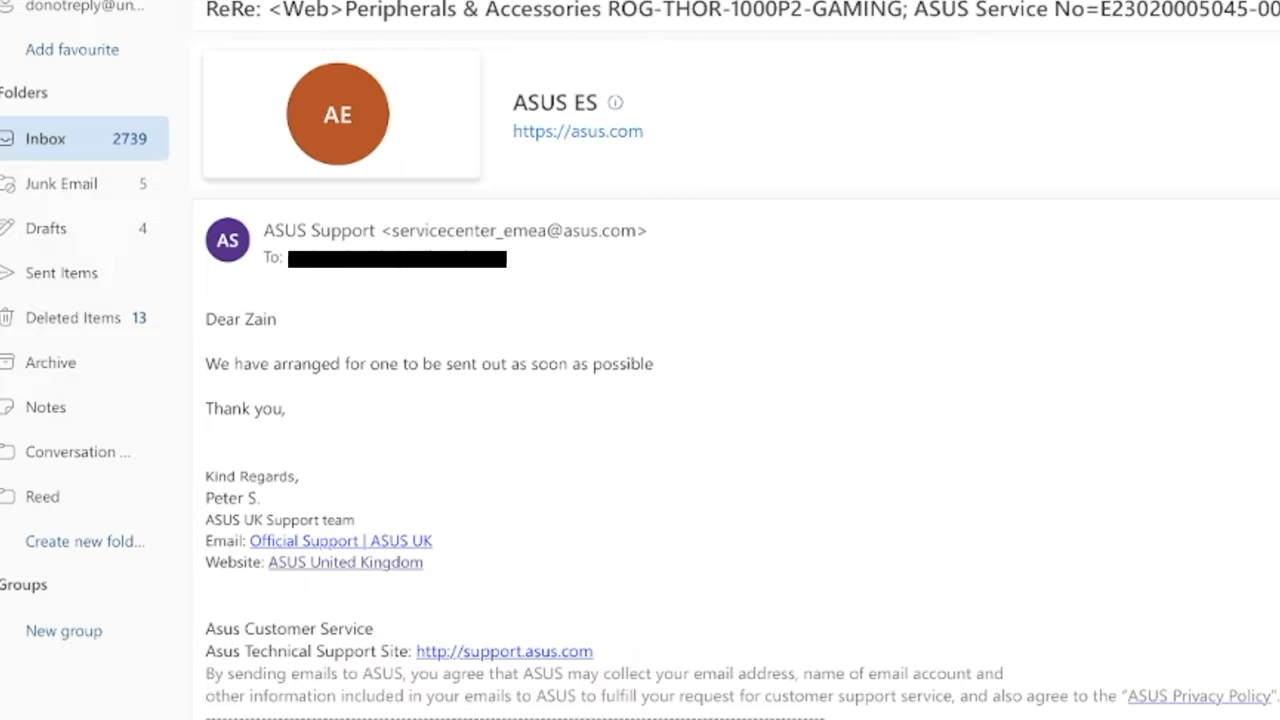 donotreply@un...
ReRe: <Web>Peripherals & Accessories ROG-THOR-1000P2-GAMING; ASUS Service No=E23020005045-00
Add favourite
Folders
Inbox 2739
Junk Email 5
Drafts 4
Sent Items
Deleted Items 13
Archive
Notes
Conversation ...
Reed
Create new fold...
Groups
New group
AE
ASUS ES
https://asus.com
AS
ASUS Support <servicecenter_emea@asus.com>
To:
Dear Zain
We have arranged for one to be sent out as soon as possible
Thank you,
Kind Regards,
Peter S.
ASUS UK Support team
Email: Official Support | ASUS UK
Website: ASUS United Kingdom
Asus Customer Service
Asus Technical Support Site: http://support.asus.com
By sending emails to ASUS, you agree that ASUS may collect your email address, name of email account and
other information included in your emails to ASUS to fulfill your request for customer support service, and also agree to the “ASUS Privacy Policy”.